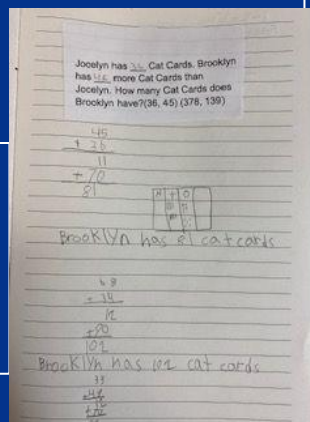 Jocelyn has 36 Cat Cards. Brooklyn
has 45 more Cat Cards than
Jocelyn. How many Cat Cards does
Brooklyn have?(36, 45) (378, 139)
45
+ 36
11
+ 70
81
H T O
Brooklyn has 81 cat cards
68
+ 34
12
+90
102
Brooklyn has 102 cat cards
33